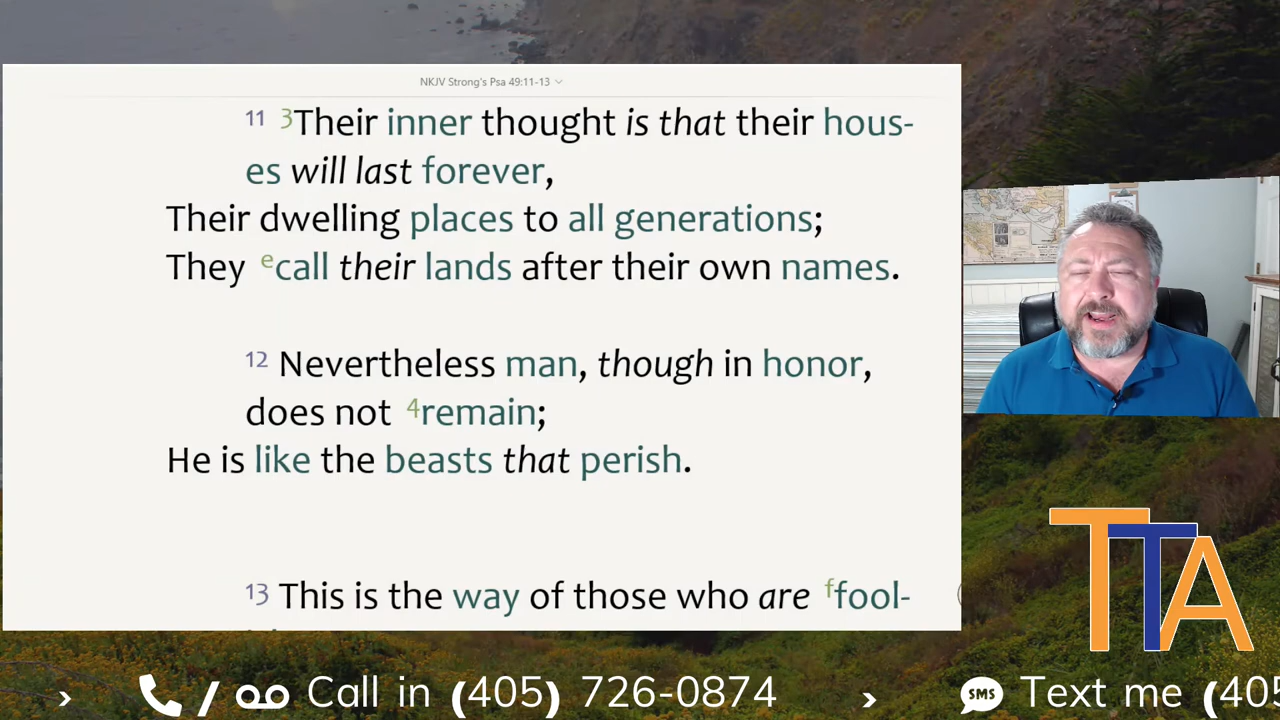 NKJV Strong's Psa 49:11-13
11 3Their inner thought is that their hous-
es will last forever,
Their dwelling places to all generations;
They ecall their lands after their own names.
12 Nevertheless man, though in honor,
does not 4remain;
He is like the beasts that perish.
13 This is the way of those who are ffool-
TTA
› / Call in (405) 726-0874 › SMS Text me (405